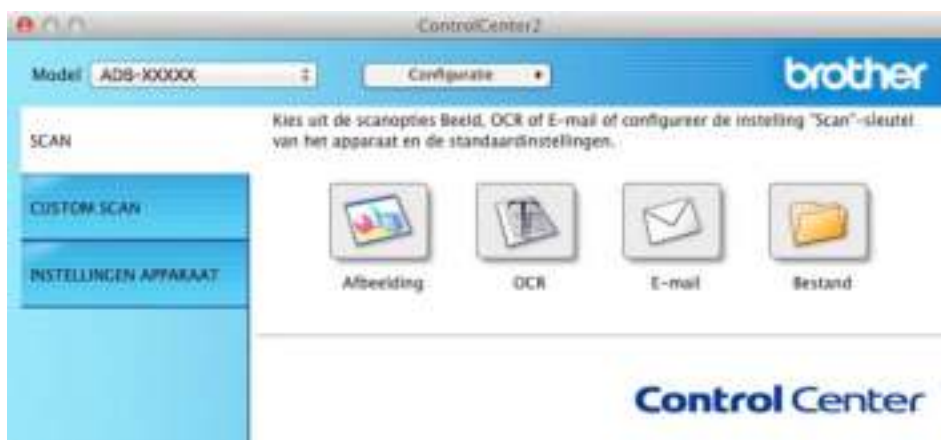 ControlCenter2
Model ADS-XXXXX Configuratie
brother
Kies uit de scanopties Beeld, OCR of E-mail of configureer de instelling "Scan"-sleutel
van het apparaat en de standaardinstellingen.
SCAN
CUSTOM SCAN
INSTELLINGEN APPARAAT
Afbeelding OCR E-mail Bestand
Control Center